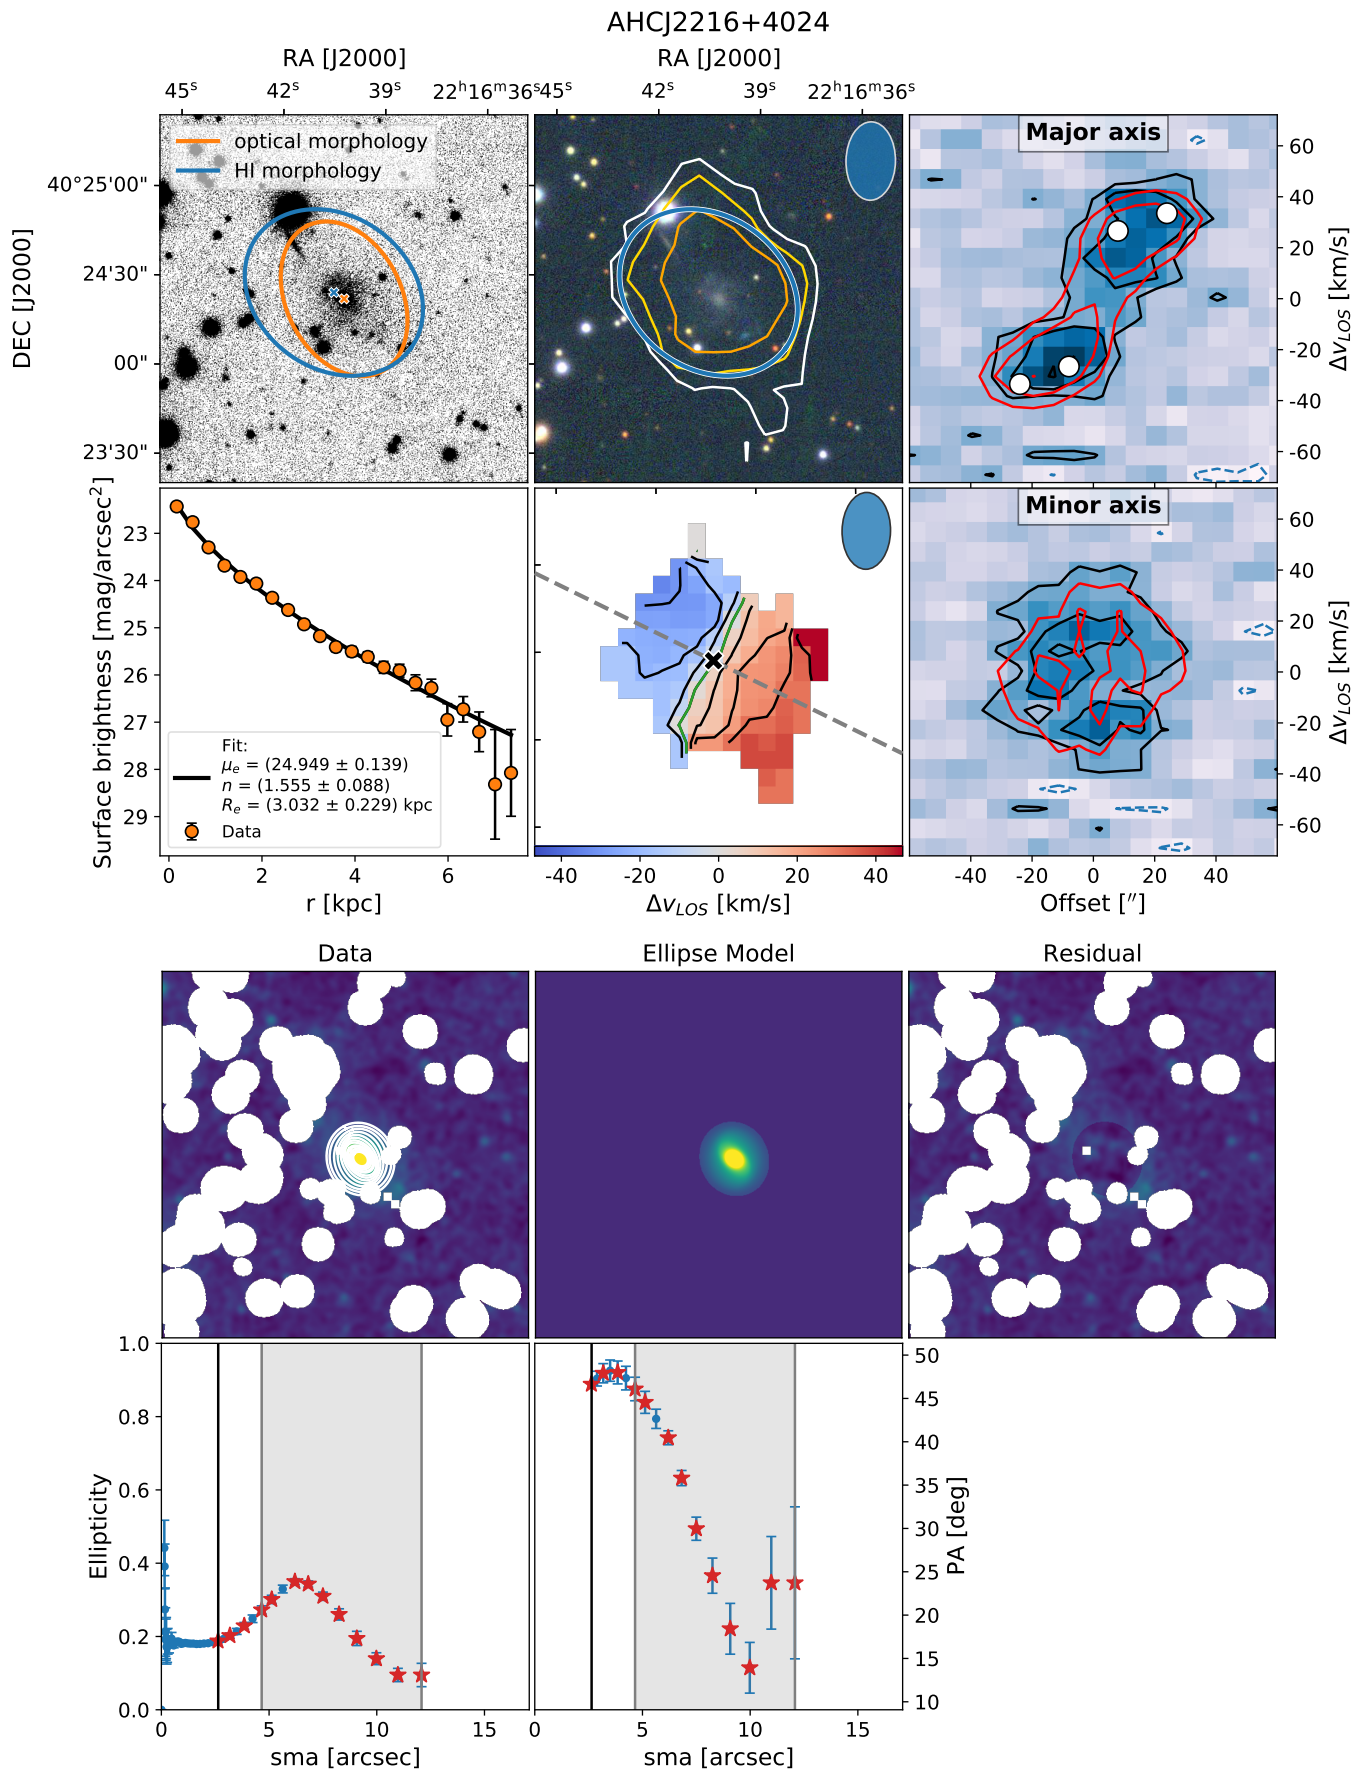 AHCJ2216+4024
RA [J2000]
RA [J2000]
45ˢ 42ˢ 39ˢ 22ʰ16ᵐ36ˢ
45ˢ 42ˢ 39ˢ 22ʰ16ᵐ36ˢ
optical morphology
HI morphology
Major axis
DEC [J2000]
40°25'00"
24'30"
00"
23'30"
60
40
20
0
-20
-40
-60
Δv_LOS [km/s]
Surface brightness [mag/arcsec²]
23
24
25
26
27
28
29
Fit:
μₑ = (24.949 ± 0.139)
n = (1.555 ± 0.088)
Rₑ = (3.032 ± 0.229) kpc
Data
0 2 4 6
r [kpc]
-40 -20 0 20 40
Δv_LOS [km/s]
Minor axis
60
40
20
0
-20
-40
-60
Δv_LOS [km/s]
-40 -20 0 20 40
Offset [″]
Data
Ellipse Model
Residual
Ellipticity
1.0
0.8
0.6
0.4
0.2
0.0
0 5 10 15
sma [arcsec]
0 5 10 15
sma [arcsec]
50
45
40
35
30
25
20
15
10
PA [deg]